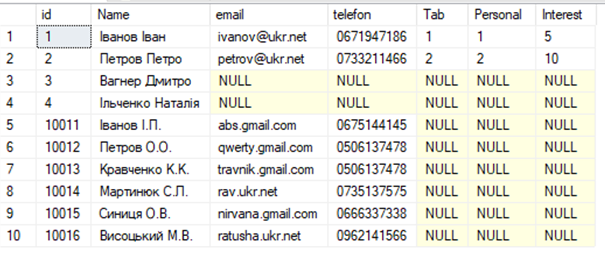 id Name email telefon Tab Personal Interest
1 1 Іванов Іван ivanov@ukr.net 0671947186 1 1 5
2 2 Петров Петро petrov@ukr.net 0733211466 2 2 10
3 3 Вагнер Дмитро NULL NULL NULL NULL NULL
4 4 Ільченко Наталія NULL NULL NULL NULL NULL
5 10011 Іванов І.П. abs.gmail.com 0675144145 NULL NULL NULL
6 10012 Петров О.О. qwerty.gmail.com 0506137478 NULL NULL NULL
7 10013 Кравченко К.К. travnik.gmail.com 0506137478 NULL NULL NULL
8 10014 Мартинюк С.Л. rav.ukr.net 0735137575 NULL NULL NULL
9 10015 Синиця О.В. nirvana.gmail.com 0666337338 NULL NULL NULL
10 10016 Висоцький М.В. ratusha.ukr.net 0962141566 NULL NULL NULL